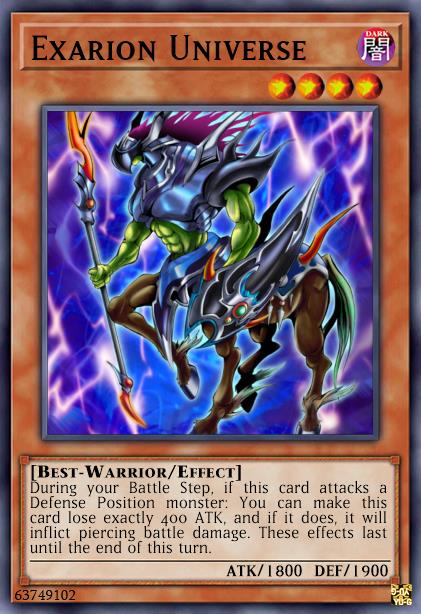 EXARION UNIVERSE
DARK
闇
[BEST-WARRIOR/EFFECT]
During your Battle Step, if this card attacks a
Defense Position monster: You can make this
card lose exactly 400 ATK, and if it does, it will
inflict piercing battle damage. These effects last
until the end of this turn.
ATK/1800 DEF/1900
63749102